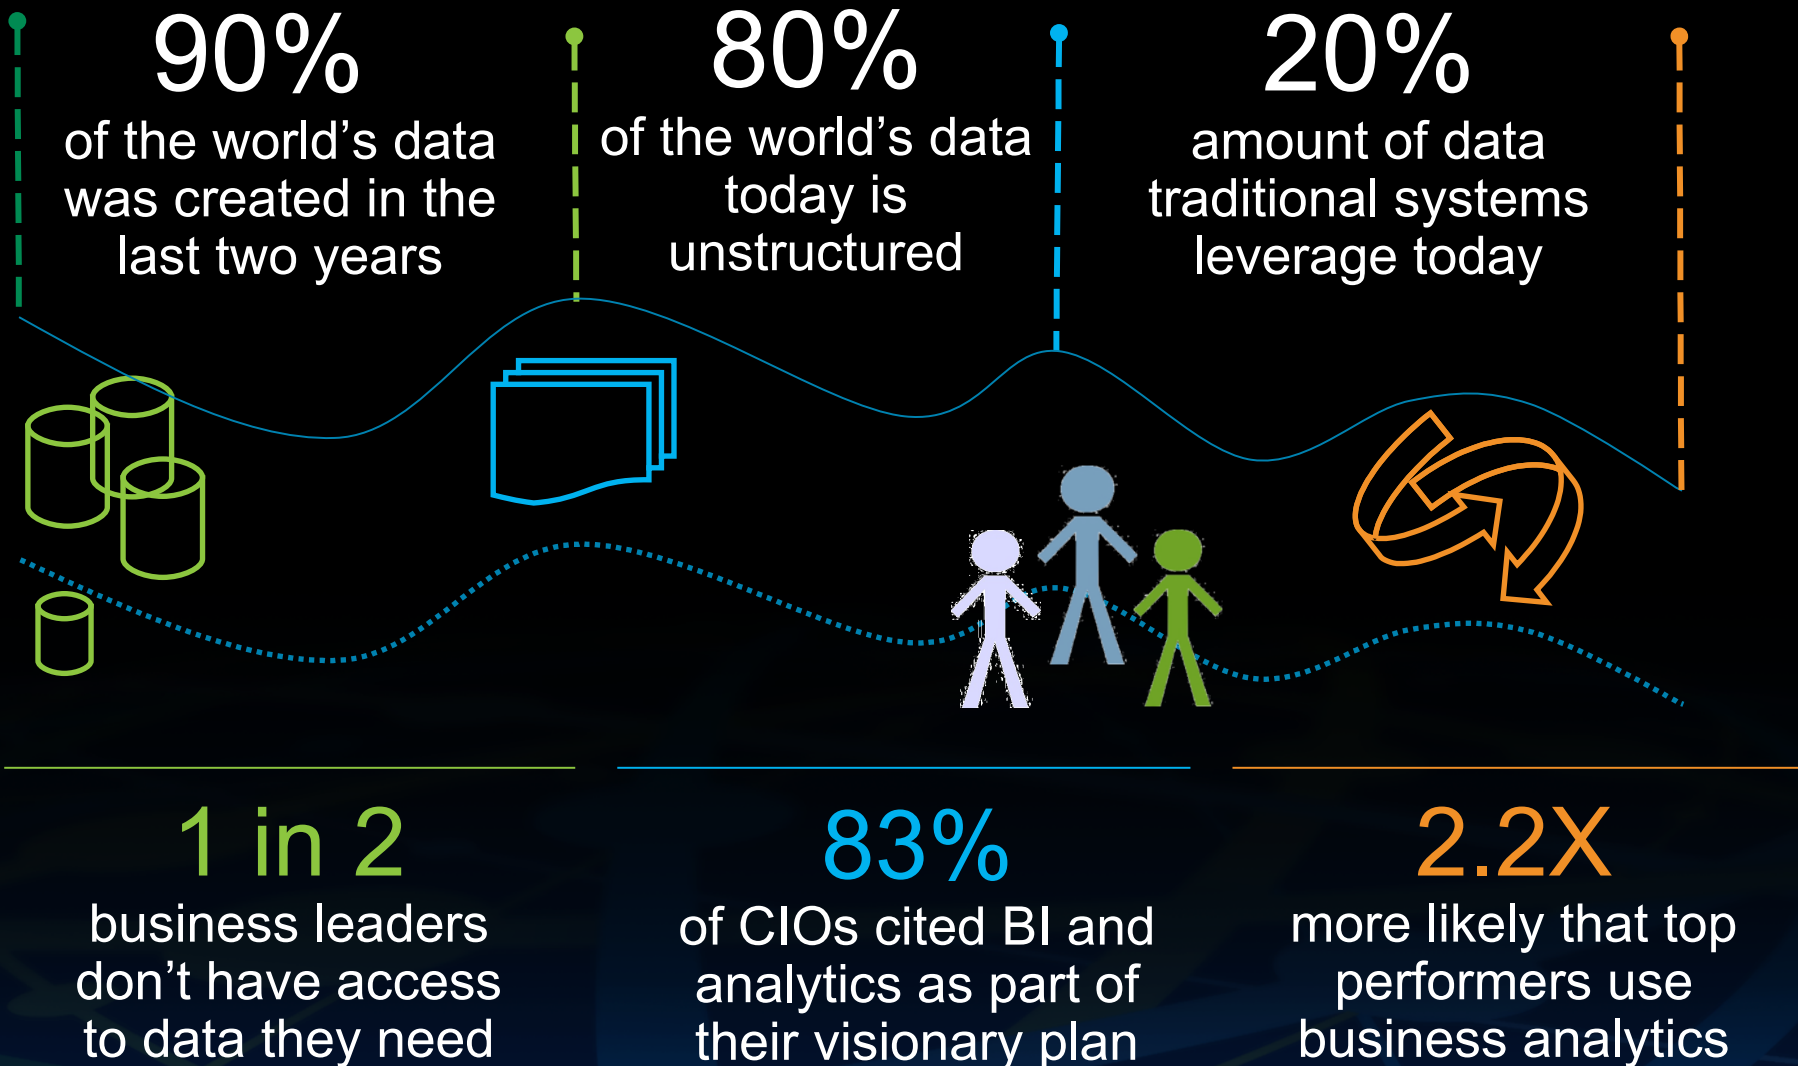 90%
of the world’s data
was created in the
last two years
80%
of the world’s data
today is
unstructured
20%
amount of data
traditional systems
leverage today
1 in 2
business leaders
don’t have access
to data they need
83%
of CIOs cited BI and
analytics as part of
their visionary plan
2.2X
more likely that top
performers use
business analytics